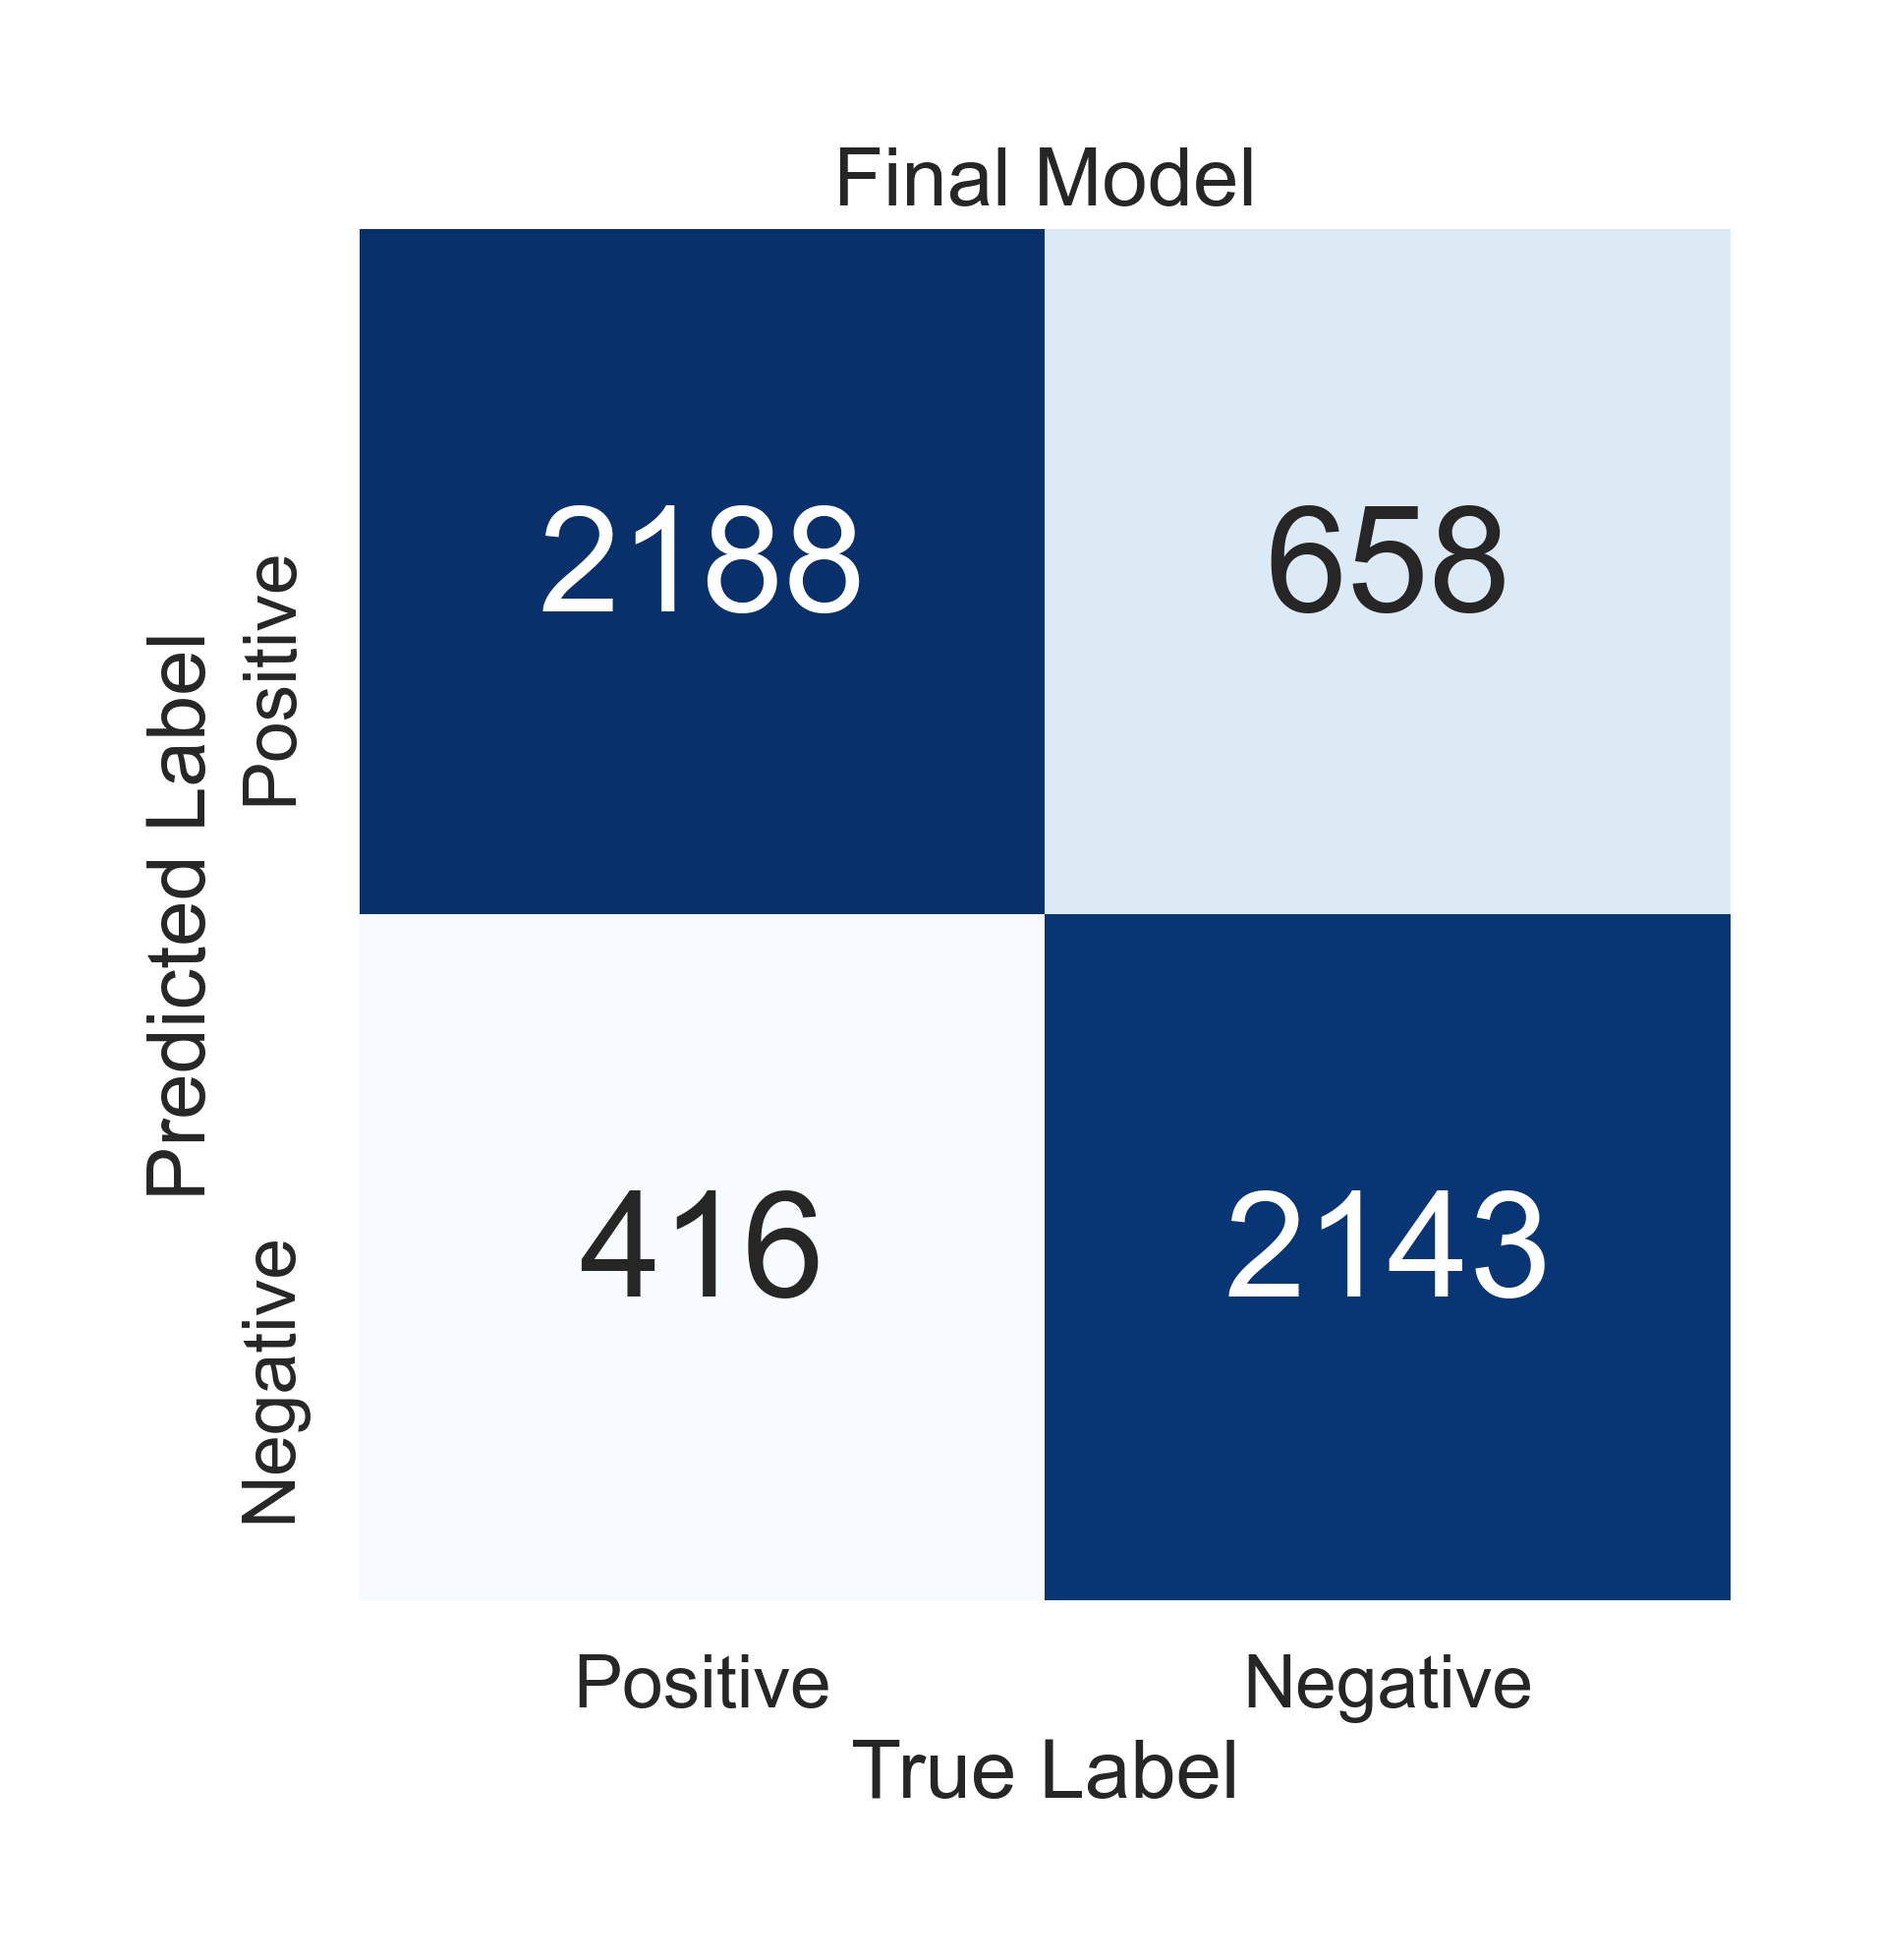 Final Model
Predicted Label
Positive
2188
658
Negative
416
2143
Positive
Negative
True Label